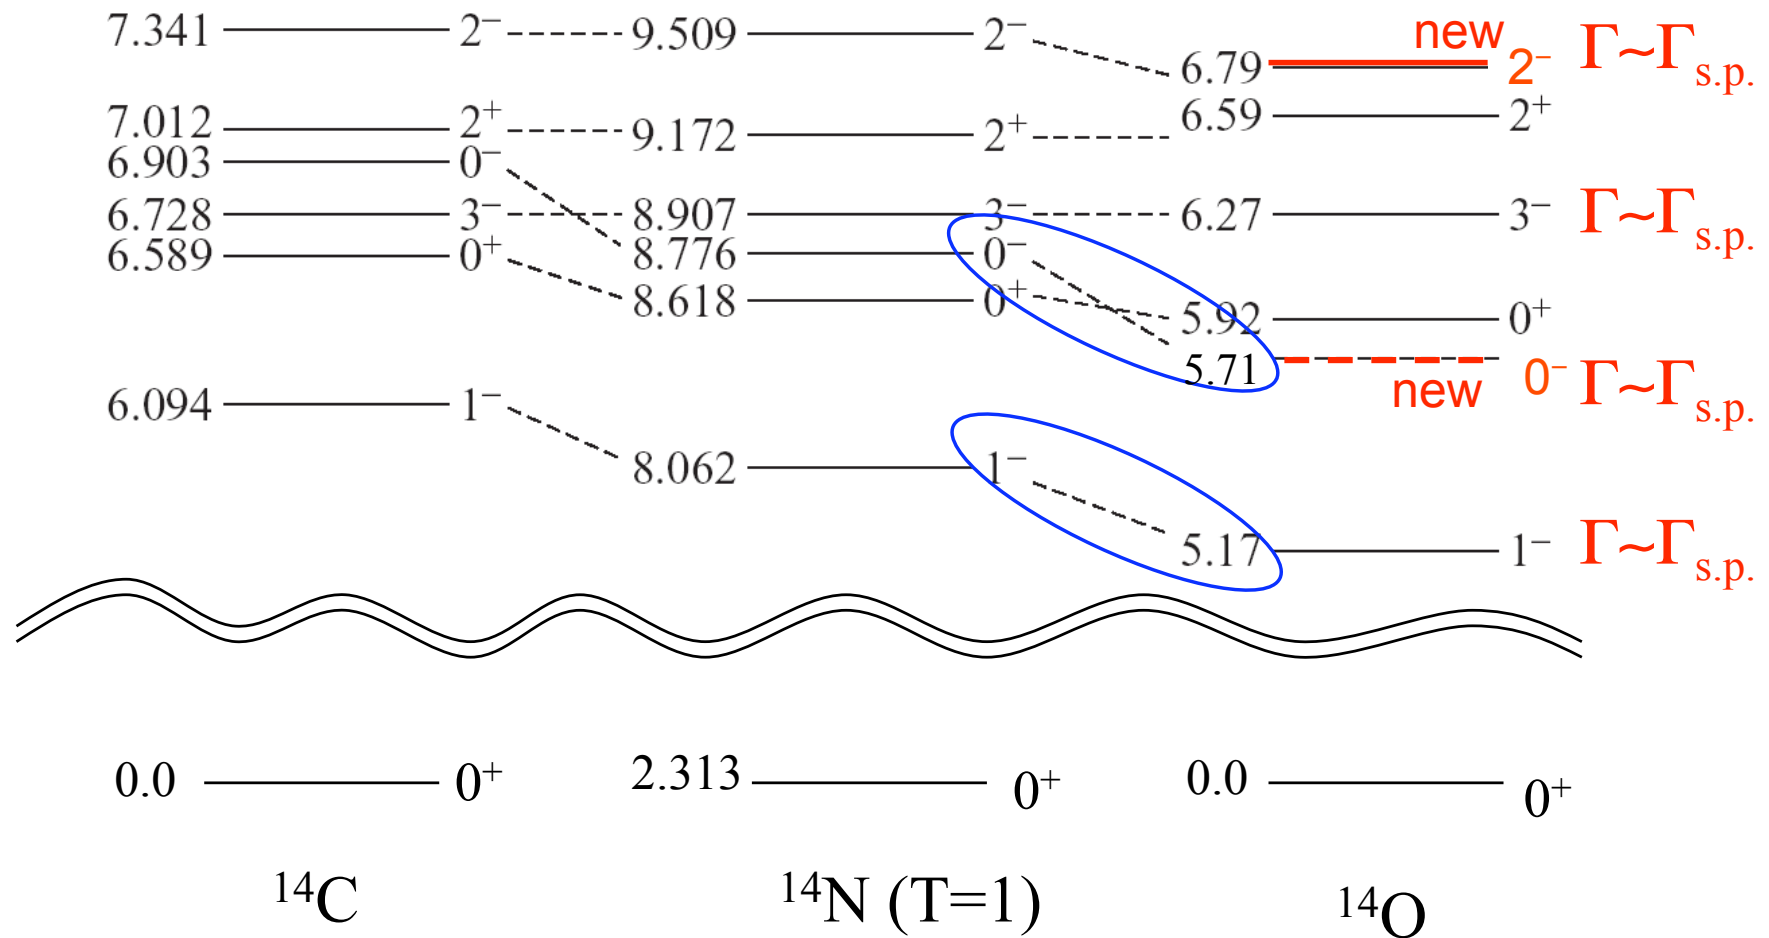 7.341 2⁻ 9.509 2⁻ new Γ~Γs.p.
6.79 2⁻
7.012 2⁺ 9.172 2⁺ 6.59 2⁺
6.903 0⁻
6.728 3⁻ 8.907 3⁻ 6.27 3⁻ Γ~Γs.p.
6.589 0⁺ 8.776 0⁻
8.618 0⁺ 5.92 0⁺
5.71 0⁻ Γ~Γs.p.
new
6.094 1⁻
8.062 1⁻
5.17 1⁻ Γ~Γs.p.
0.0 0⁺ 2.313 0⁺ 0.0 0⁺
¹⁴C ¹⁴N (T=1) ¹⁴O